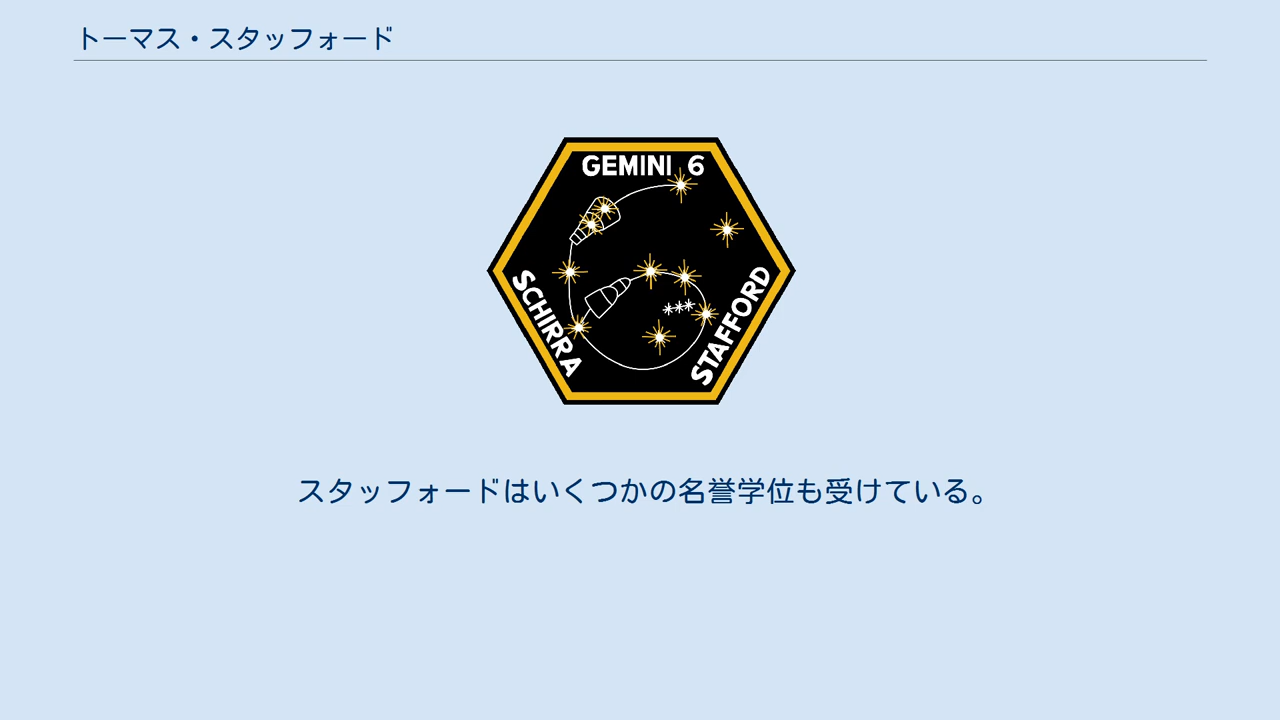 トーマス・スタッフォード
GEMINI 6
SCHIRRA
STAFFORD
スタッフォードはいくつかの名誉学位も受けている。